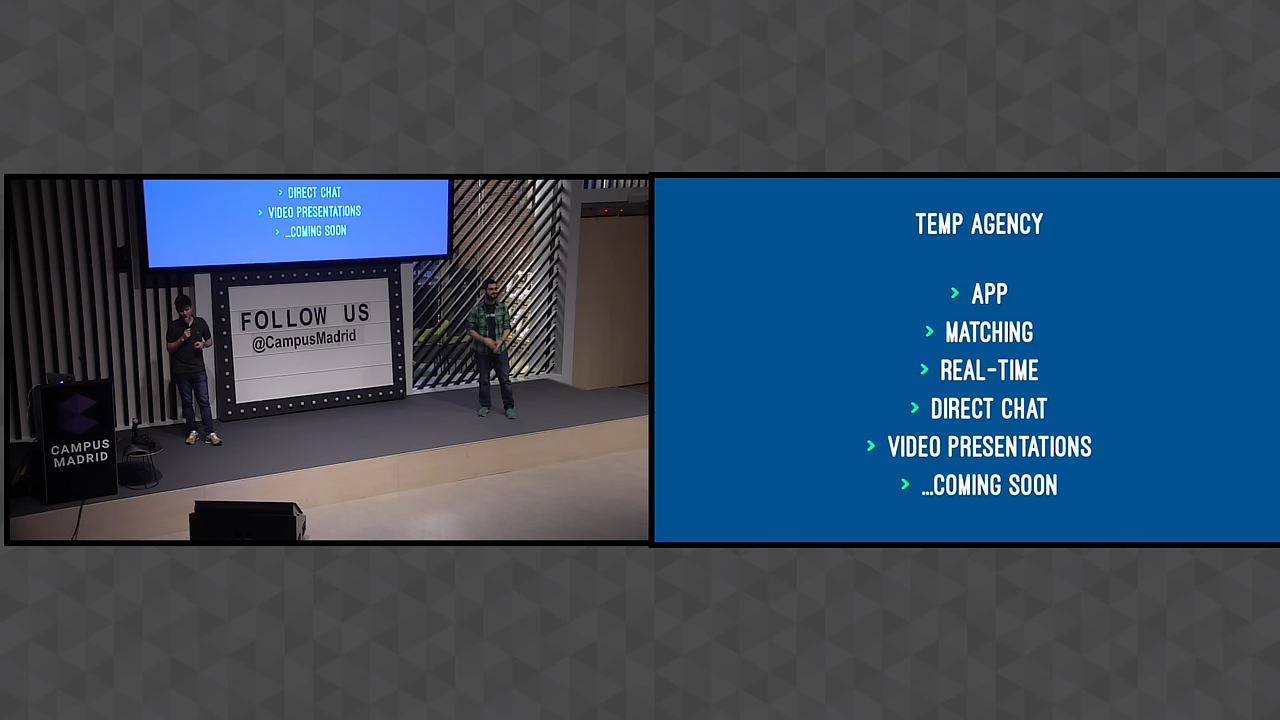 > DIRECT CHAT
> VIDEO PRESENTATIONS
> ...COMING SOON
FOLLOW US
@CampusMadrid
CAMPUS
MADRID
TEMP AGENCY
> APP
> MATCHING
> REAL-TIME
> DIRECT CHAT
> VIDEO PRESENTATIONS
> ...COMING SOON